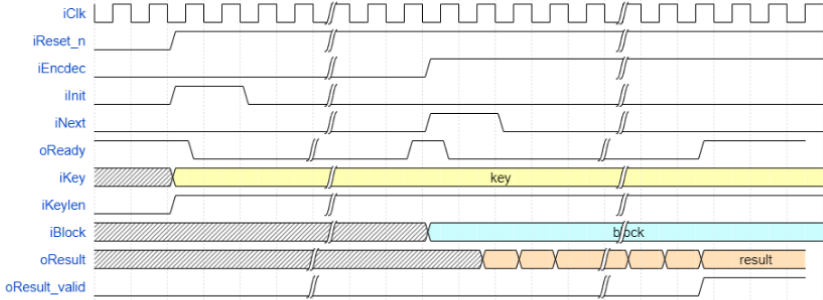 iClk
iReset_n
iEncdec
iInit
iNext
oReady
iKey key
iKeylen
iBlock block
oResult result
oResult_valid